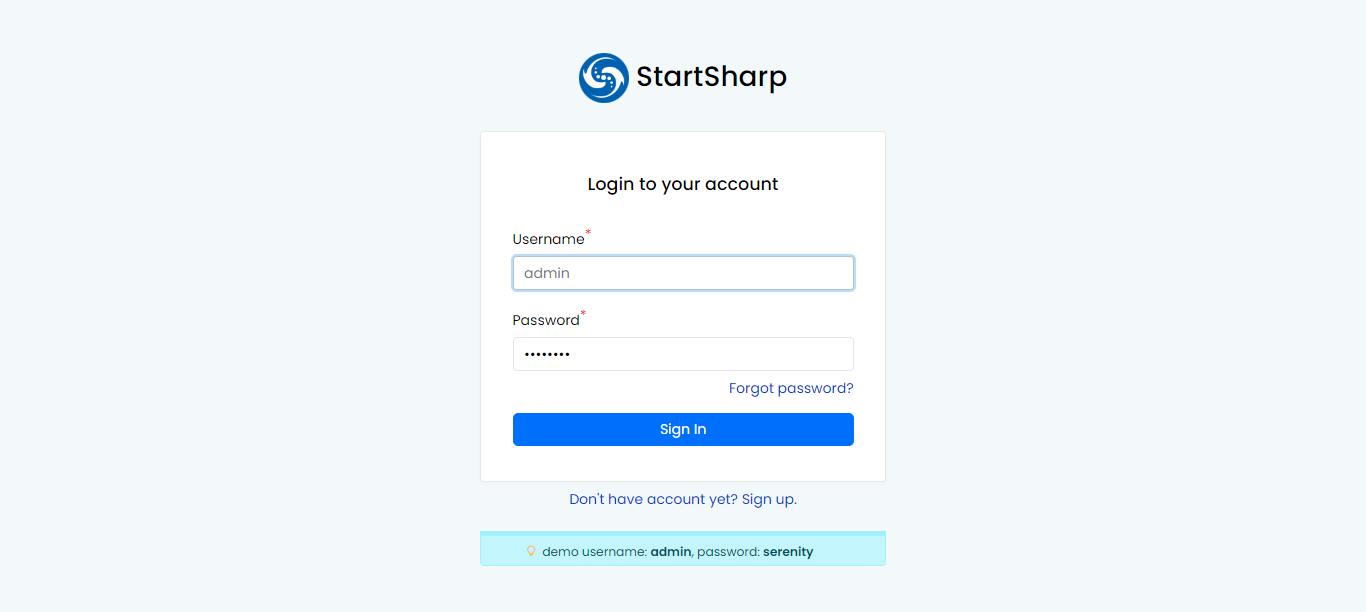 StartSharp
Login to your account
Username*
admin
Password*
••••••••
Forgot password?
Sign In
Don't have account yet? Sign up.
demo username: admin, password: serenity